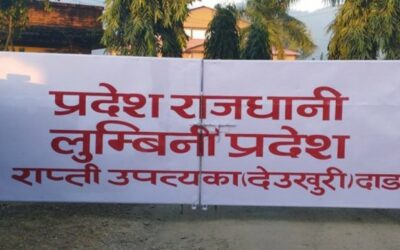 प्रदेश राजधानी
लुम्बिनी प्रदेश
राप्ती उपत्यका(देउखुरी)दाङ